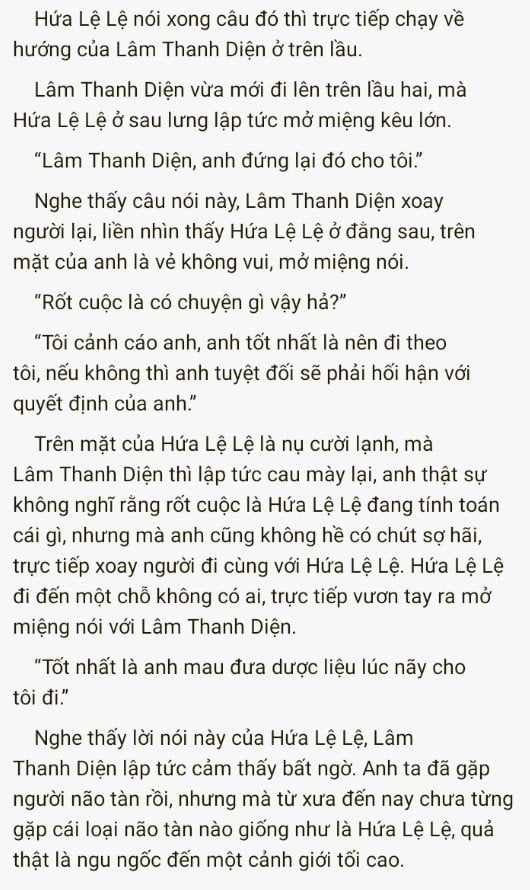 Hứa Lệ Lệ nói xong câu đó thì trực tiếp chạy về
hướng của Lâm Thanh Diện ở trên lầu.
Lâm Thanh Diện vừa mới đi lên trên lầu hai, mà
Hứa Lệ Lệ ở sau lưng lập tức mở miệng kêu lớn.
“Lâm Thanh Diện, anh đứng lại đó cho tôi.”
Nghe thấy câu nói này, Lâm Thanh Diện xoay
người lại, liền nhìn thấy Hứa Lệ Lệ ở đằng sau, trên
mặt của anh là vẻ không vui, mở miệng nói.
“Rốt cuộc là có chuyện gì vậy hả?”
“Tôi cảnh cáo anh, anh tốt nhất là nên đi theo
tôi, nếu không thì anh tuyệt đối sẽ phải hối hận với
quyết định của anh.”
Trên mặt của Hứa Lệ Lệ là nụ cười lạnh, mà
Lâm Thanh Diện thì lập tức cau mày lại, anh thật sự
không nghĩ rằng rốt cuộc là Hứa Lệ Lệ đang tính toán
cái gì, nhưng mà anh cũng không hề có chút sợ hãi,
trực tiếp xoay người đi cùng với Hứa Lệ Lệ. Hứa Lệ Lệ
đi đến một chỗ không có ai, trực tiếp vươn tay ra mở
miệng nói với Lâm Thanh Diện.
“Tốt nhất là anh mau đưa dược liệu lúc nãy cho
tôi đi.”
Nghe thấy lời nói này của Hứa Lệ Lệ, Lâm
Thanh Diện lập tức cảm thấy bất ngờ. Anh ta đã gặp
người não tàn rồi, nhưng mà từ xưa đến nay chưa từng
gặp cái loại não tàn nào giống như là Hứa Lệ Lệ, quả
thật là ngu ngốc đến một cảnh giới tối cao.